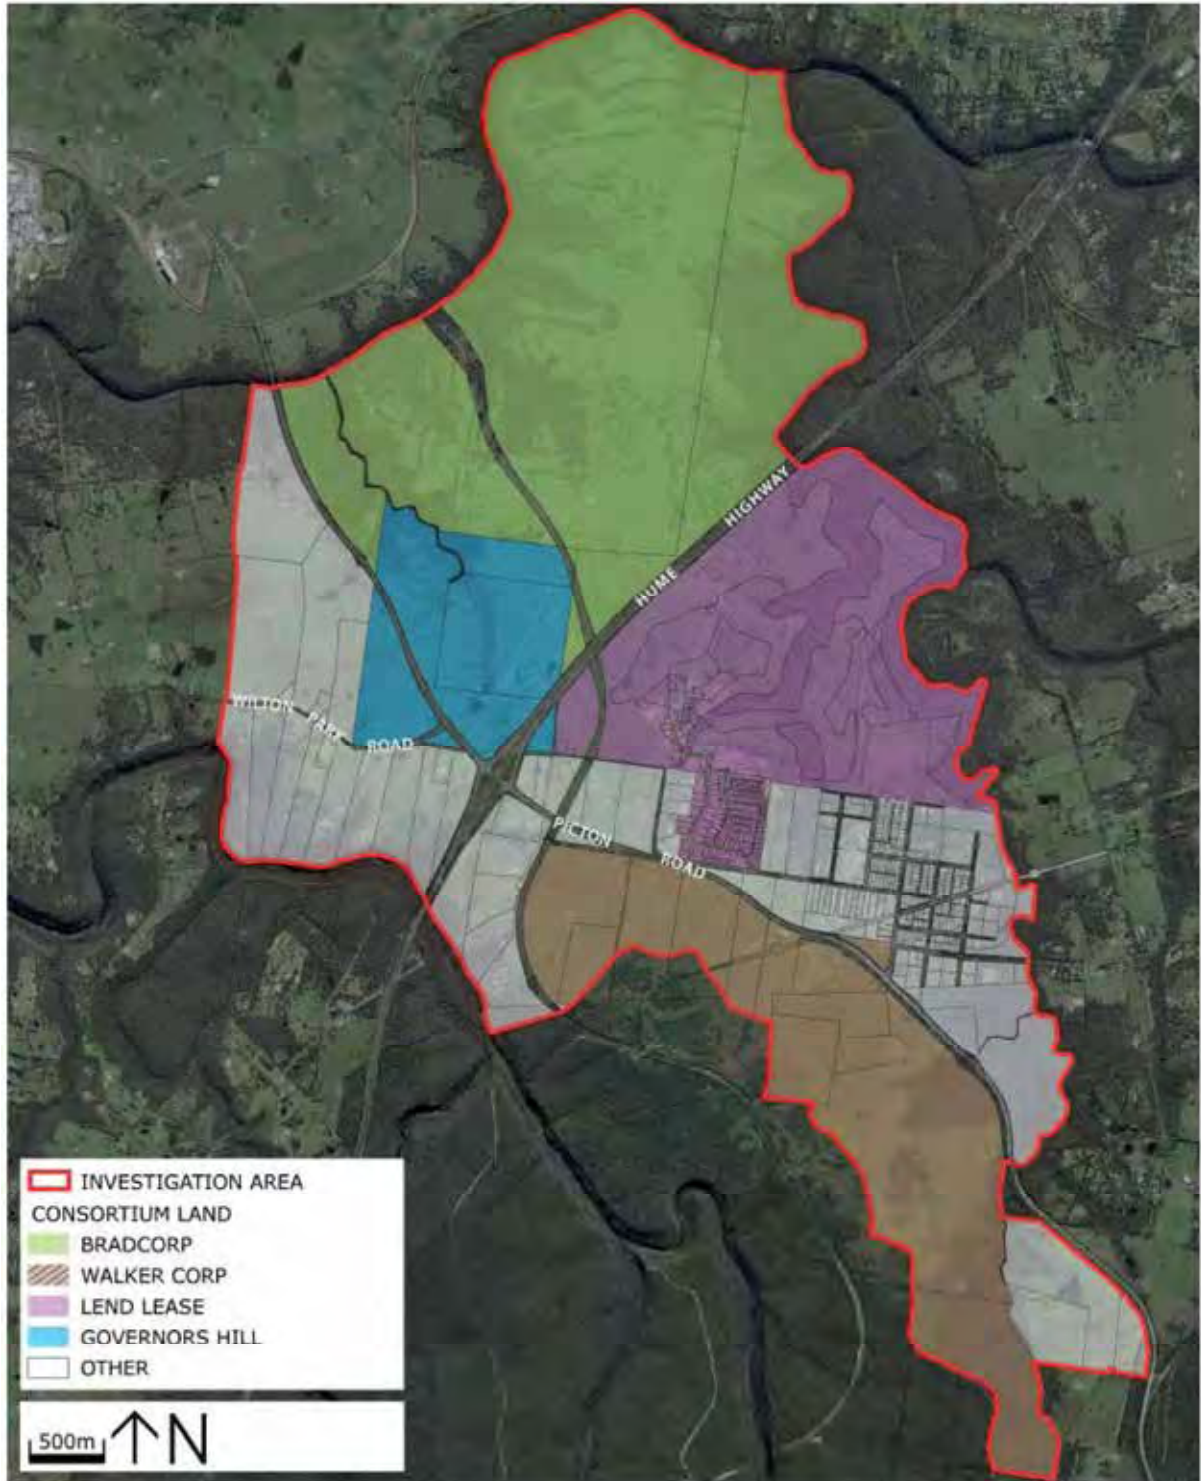 HIGHWAY
HUME
WILTON PARK ROAD
PICTON ROAD
INVESTIGATION AREA
CONSORTIUM LAND
BRADCORP
WALKER CORP
LEND LEASE
GOVERNORS HILL
OTHER
500m N